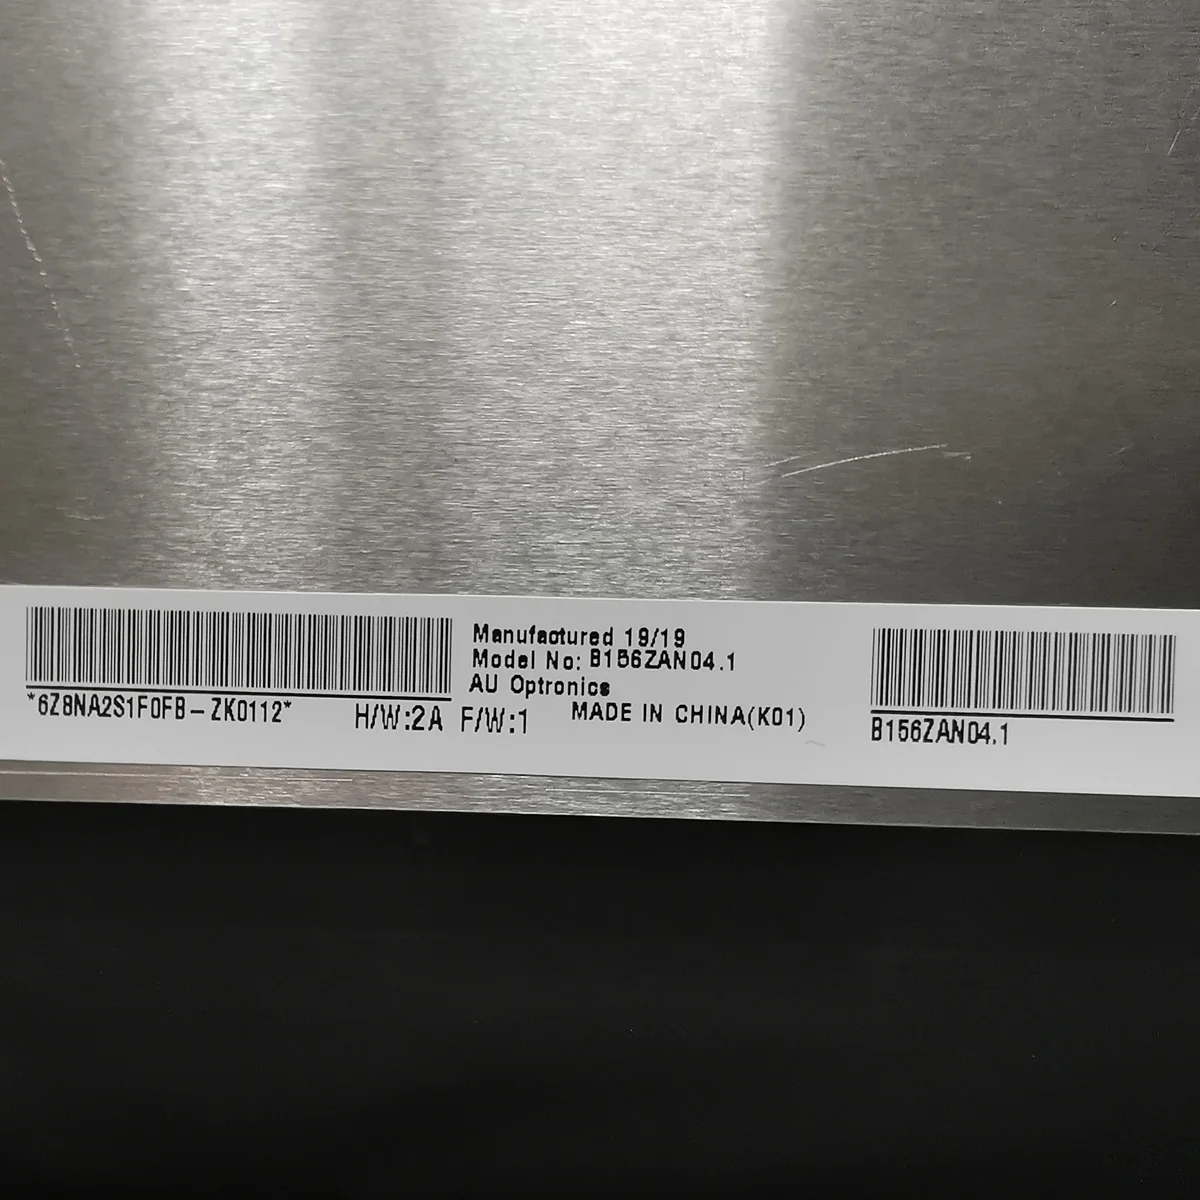 *6Z8NA2S1F0FB-ZK0112*
H/W:2A F/W:1
Manufactured 19/19
Model No: B156ZAN04.1
AU Optronics
MADE IN CHINA(K01)
B156ZAN04.1